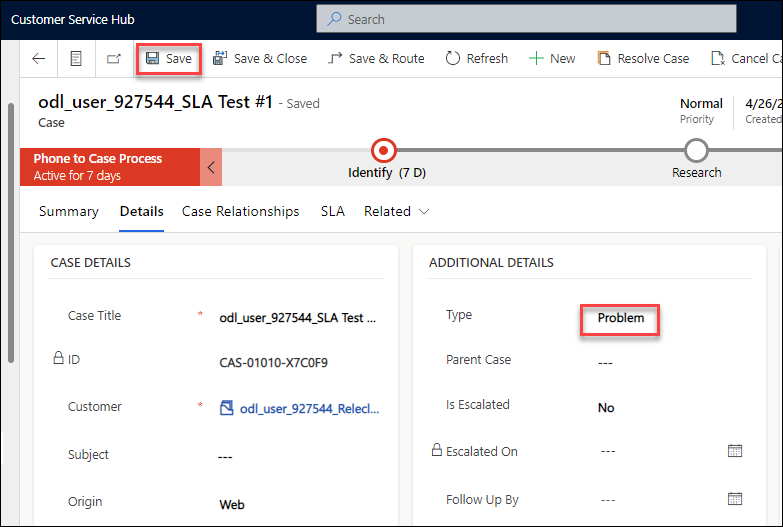 Customer Service Hub
Search
Save
Save & Close
Save & Route
Refresh
New
Resolve Case
Cancel Ca
odl_user_927544_SLA Test #1 - Saved
Case
Normal
Priority
4/26/2
Created
Phone to Case Process
Active for 7 days
Identify (7 D)
Research
Summary
Details
Case Relationships
SLA
Related
CASE DETAILS
Case Title * odl_user_927544_SLA Test ...
ID CAS-01010-X7C0F9
Customer * odl_user_927544_Relecl...
Subject ---
Origin Web
ADDITIONAL DETAILS
Type Problem
Parent Case ---
Is Escalated No
Escalated On ---
Follow Up By ---